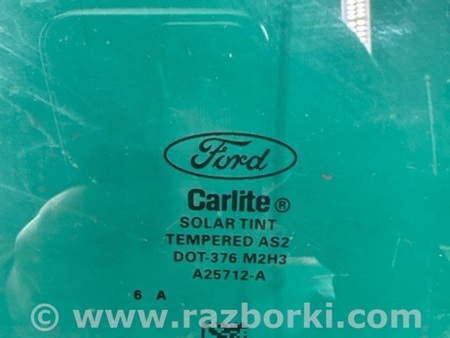 Ford
Carlite®
SOLAR TINT
TEMPERED AS2
DOT-376 M2H3
A25712-A
6 A
© www.razborki.com